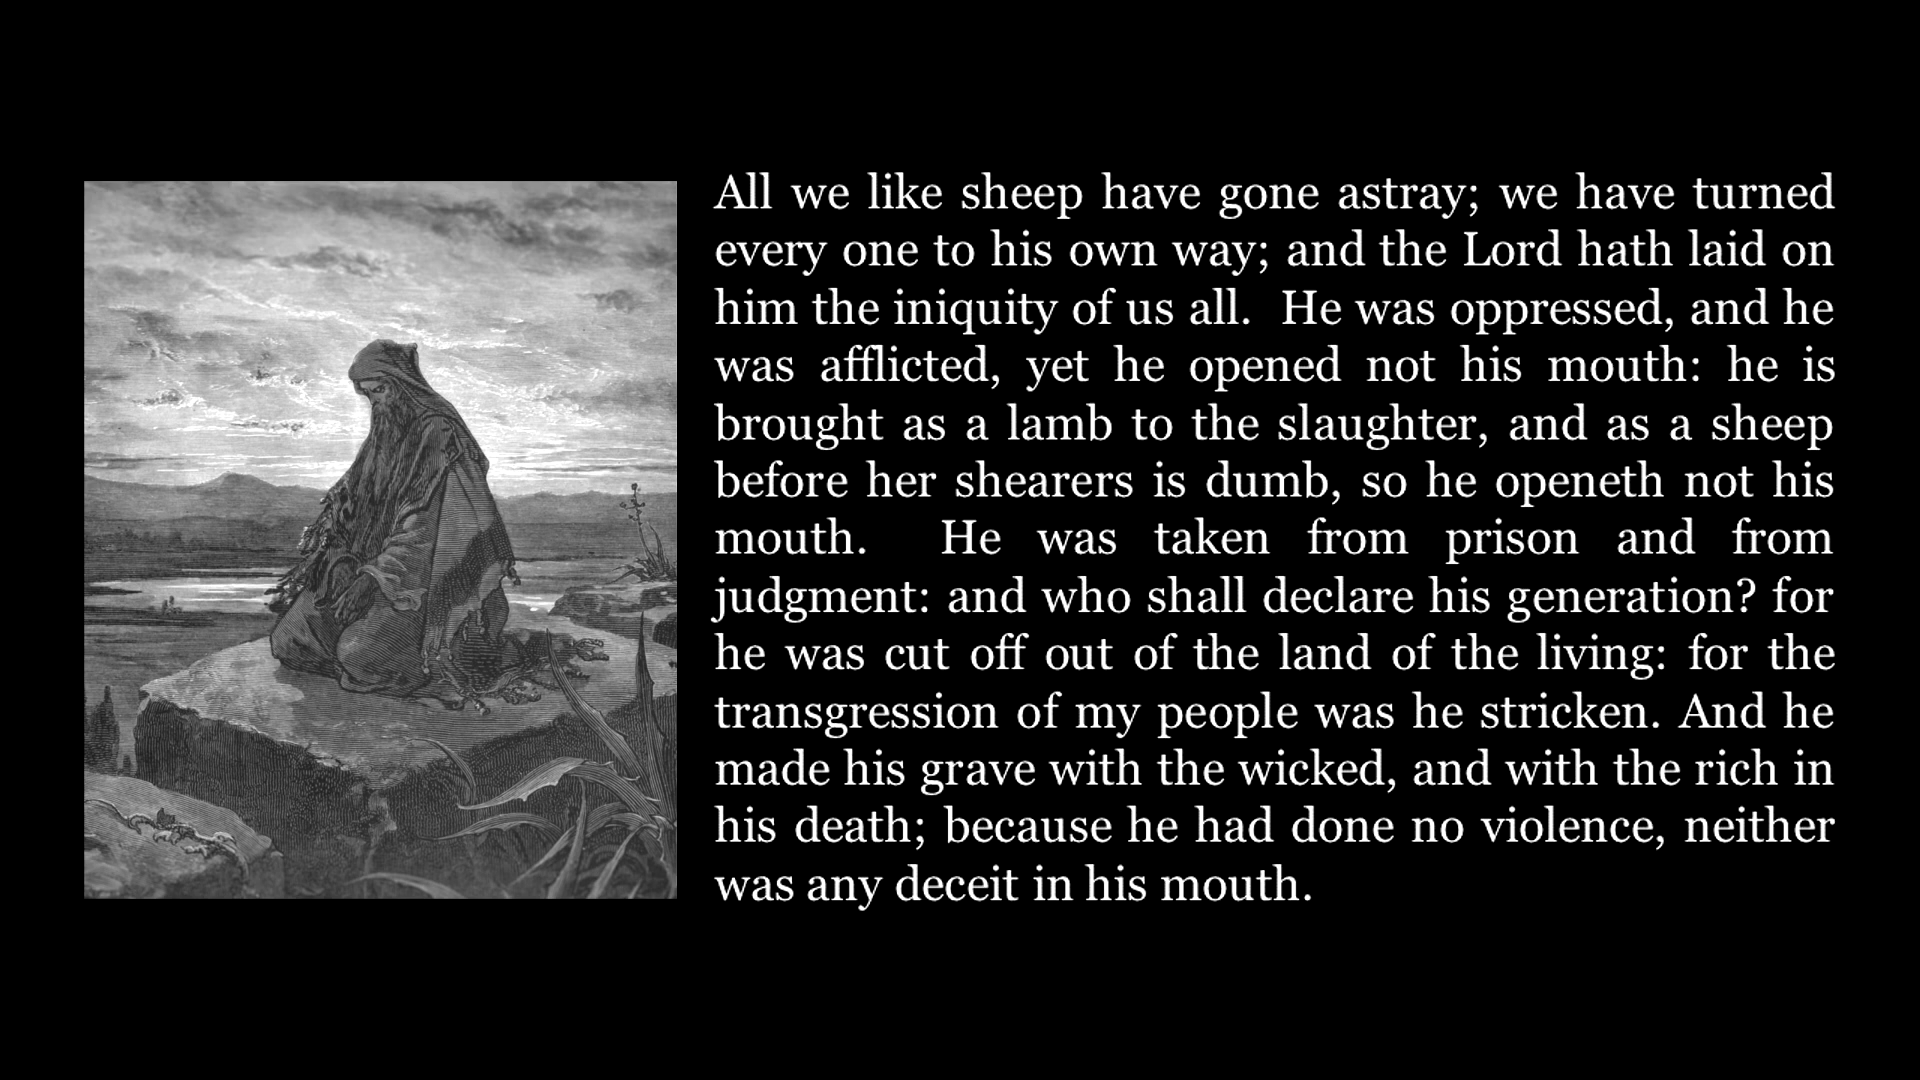 All we like sheep have gone astray; we have turned
every one to his own way; and the Lord hath laid on
him the iniquity of us all.  He was oppressed, and he
was afflicted, yet he opened not his mouth: he is
brought as a lamb to the slaughter, and as a sheep
before her shearers is dumb, so he openeth not his
mouth.  He was taken from prison and from
judgment: and who shall declare his generation? for
he was cut off out of the land of the living: for the
transgression of my people was he stricken. And he
made his grave with the wicked, and with the rich in
his death; because he had done no violence, neither
was any deceit in his mouth.